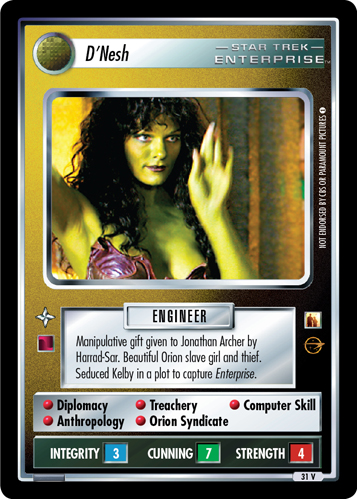 D'Nesh
STAR TREK
ENTERPRISE™
NOT ENDORSED BY CBS OR PARAMOUNT PICTURES
ENGINEER
Manipulative gift given to Jonathan Archer by
Harrad-Sar. Beautiful Orion slave girl and thief.
Seduced Kelby in a plot to capture Enterprise.
Diplomacy Treachery Computer Skill
Anthropology Orion Syndicate
INTEGRITY 3 CUNNING 7 STRENGTH 4
31 V